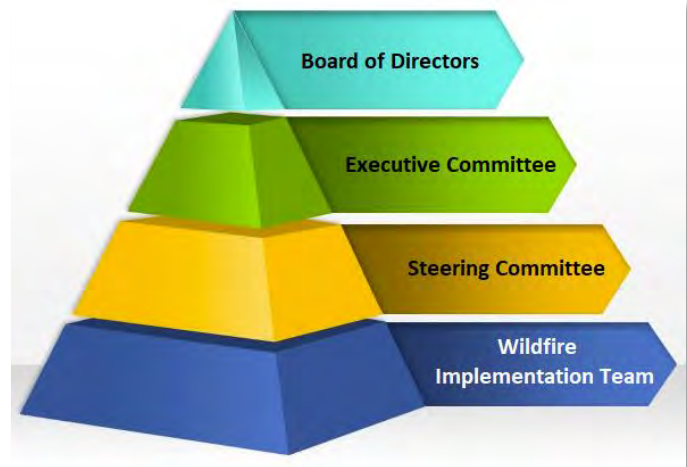 Board of Directors
Executive Committee
Steering Committee
Wildfire
Implementation Team